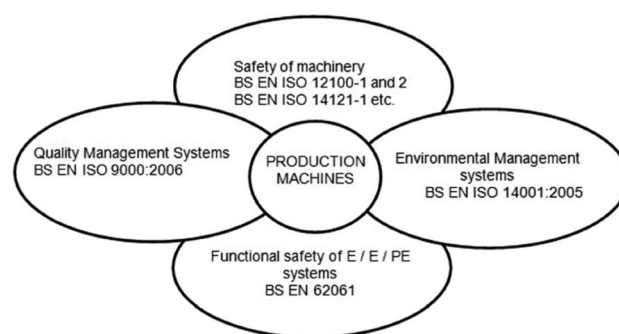 Safety of machinery
BS EN ISO 12100-1 and 2
BS EN ISO 14121-1 etc.
Quality Management Systems
BS EN ISO 9000:2006
PRODUCTION
MACHINES
Environmental Management
systems
BS EN ISO 14001:2005
Functional safety of E / E / PE
systems
BS EN 62061